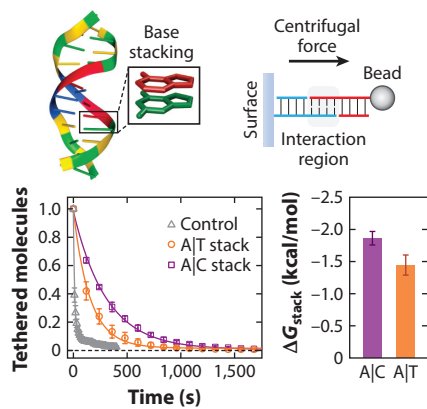 Base
stacking
Centrifugal
force
Bead
Surface
Interaction
region
Tethered molecules
1.0
0.8
0.6
0.4
0.2
0
Control
A|T stack
A|C stack
0
500
1,000
1,500
Time (s)
ΔGstack (kcal/mol)
−2.5
−2.0
−1.5
−1.0
−0.5
0
A|C
A|T